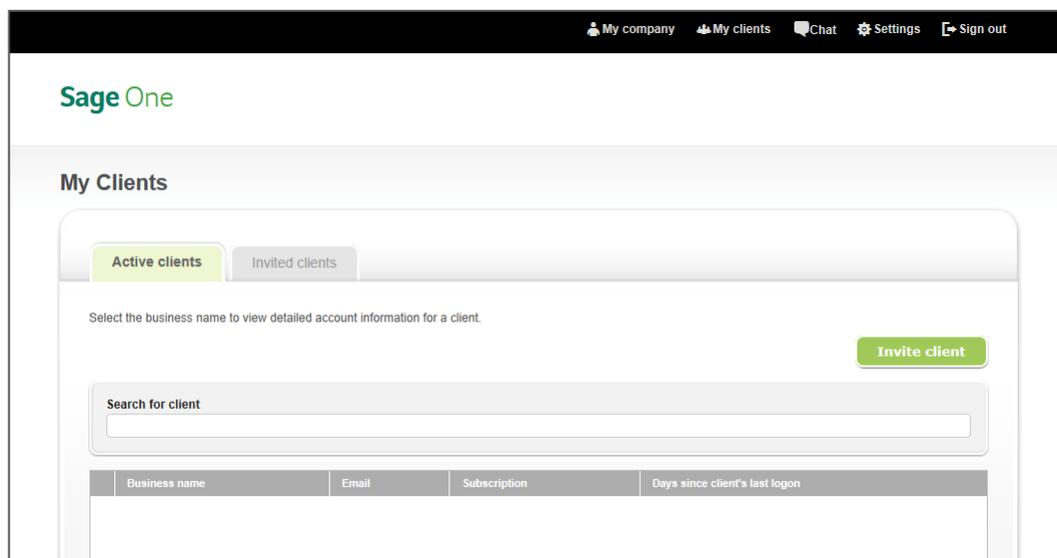 My company My clients Chat Settings Sign out
Sage One
My Clients
Active clients Invited clients
Select the business name to view detailed account information for a client.
Invite client
Search for client
Business name Email Subscription Days since client's last logon